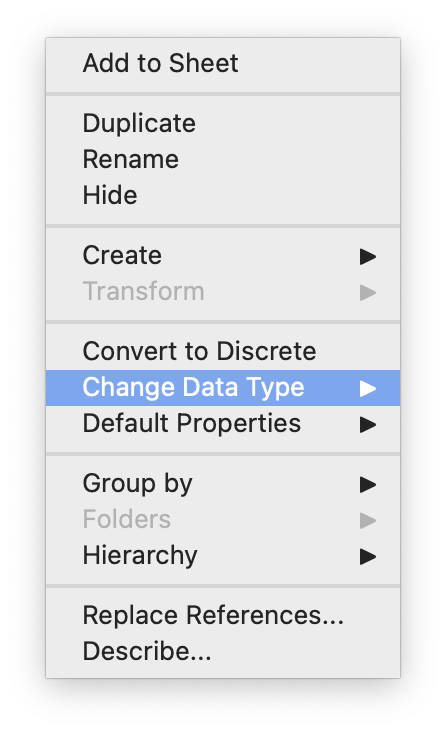 Add to Sheet
Duplicate
Rename
Hide
Create
Transform
Convert to Discrete
Change Data Type
Default Properties
Group by
Folders
Hierarchy
Replace References...
Describe...